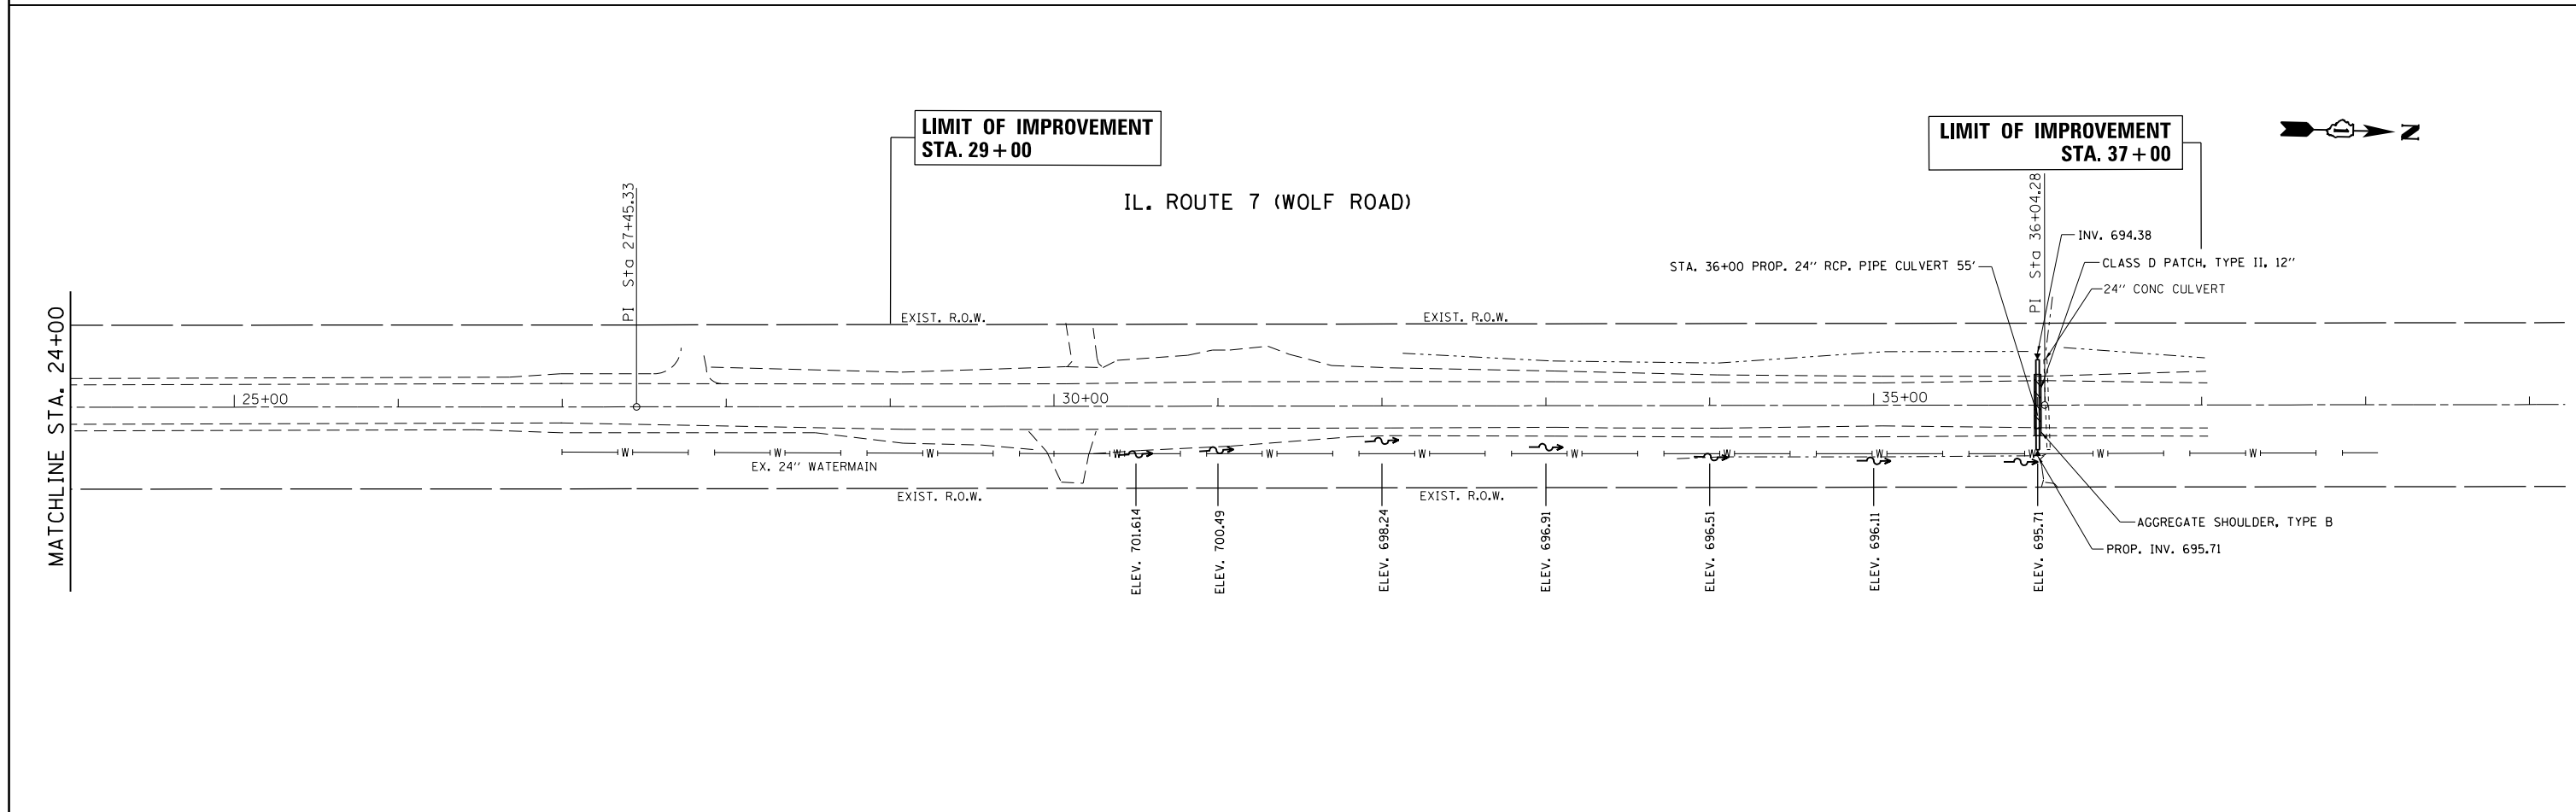 LIMIT OF IMPROVEMENT
STA. 29+00
LIMIT OF IMPROVEMENT
STA. 37+00
N
IL. ROUTE 7 (WOLF ROAD)
PI Sta 27+45.33
PI Sta 36+04.28
INV. 694.38
STA. 36+00 PROP. 24" RCP. PIPE CULVERT 55'
CLASS D PATCH, TYPE II, 12"
24" CONC CULVERT
MATCHLINE STA. 24+00
EXIST. R.O.W.
EXIST. R.O.W.
25+00
30+00
35+00
W
W
W
W
W
W
W
W
W
W
W
W
W
EX. 24" WATERMAIN
EXIST. R.O.W.
EXIST. R.O.W.
ELEV. 701.614
ELEV. 700.49
ELEV. 698.24
ELEV. 696.91
ELEV. 696.51
ELEV. 696.11
ELEV. 695.71
AGGREGATE SHOULDER, TYPE B
PROP. INV. 695.71